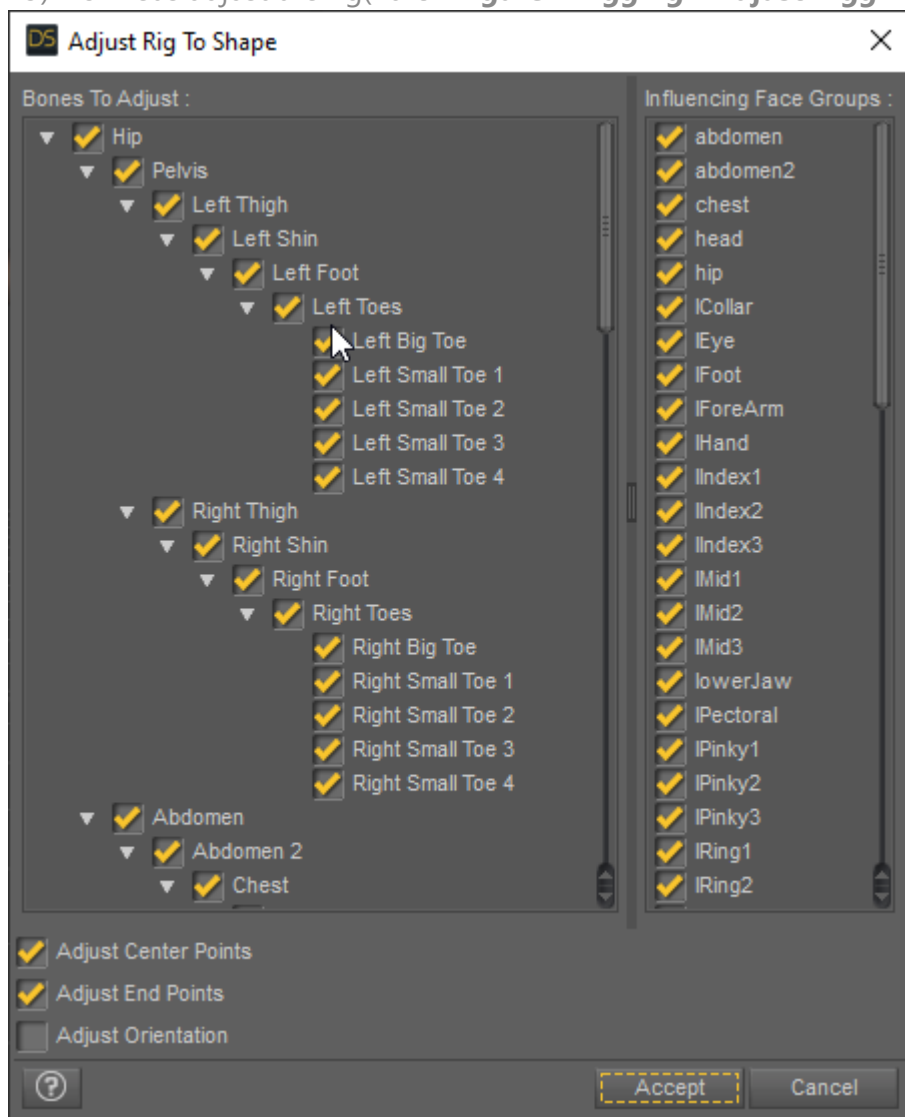 DS Adjust Rig To Shape
Bones To Adjust :
Hip
Pelvis
Left Thigh
Left Shin
Left Foot
Left Toes
Left Big Toe
Left Small Toe 1
Left Small Toe 2
Left Small Toe 3
Left Small Toe 4
Right Thigh
Right Shin
Right Foot
Right Toes
Right Big Toe
Right Small Toe 1
Right Small Toe 2
Right Small Toe 3
Right Small Toe 4
Abdomen
Abdomen 2
Chest
Influencing Face Groups :
abdomen
abdomen2
chest
head
hip
lCollar
lEye
lFoot
lForeArm
lHand
lIndex1
lIndex2
lIndex3
lMid1
lMid2
lMid3
lowerJaw
lPectoral
lPinky1
lPinky2
lPinky3
lRing1
lRing2
Adjust Center Points
Adjust End Points
Adjust Orientation
? Accept Cancel